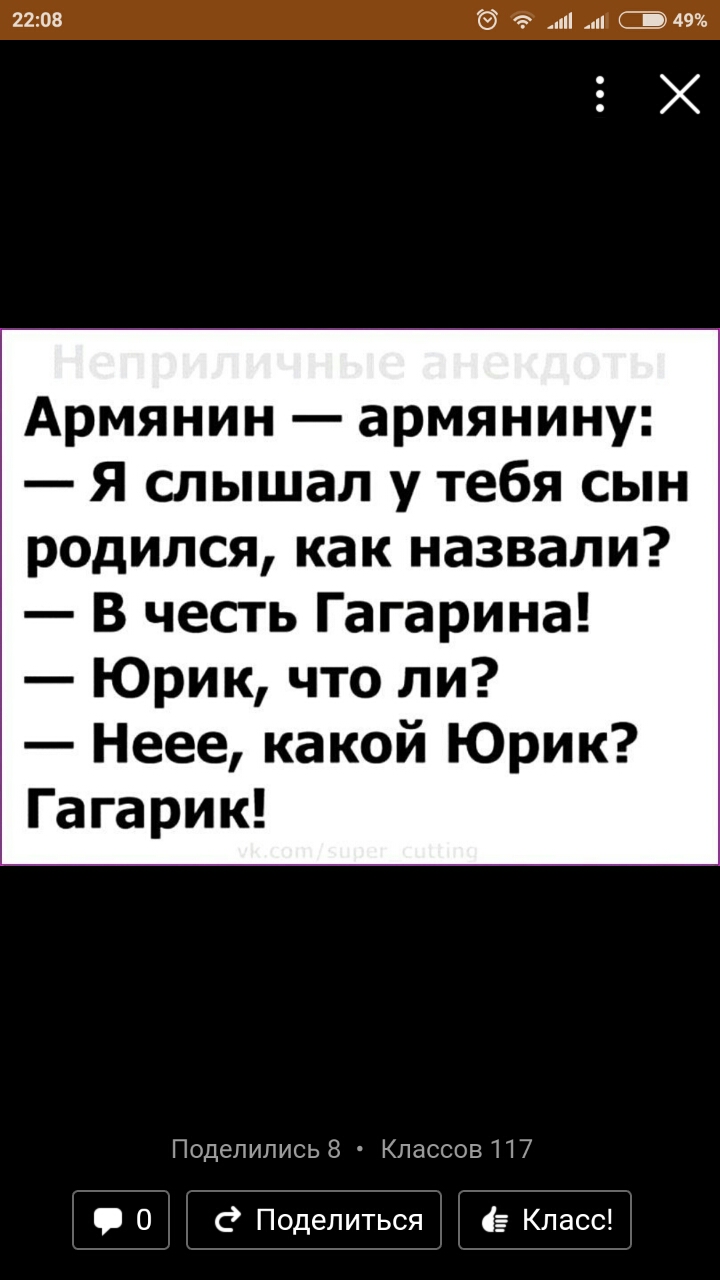 22:08 49%
Неприличные анекдоты
Армянин — армянину:
— Я слышал у тебя сын
родился, как назвали?
— В честь Гагарина!
— Юрик, что ли?
— Неее, какой Юрик?
Гагарик!
vk.com/super_cutting
Поделились 8 • Классов 117
0 Поделиться Класс!